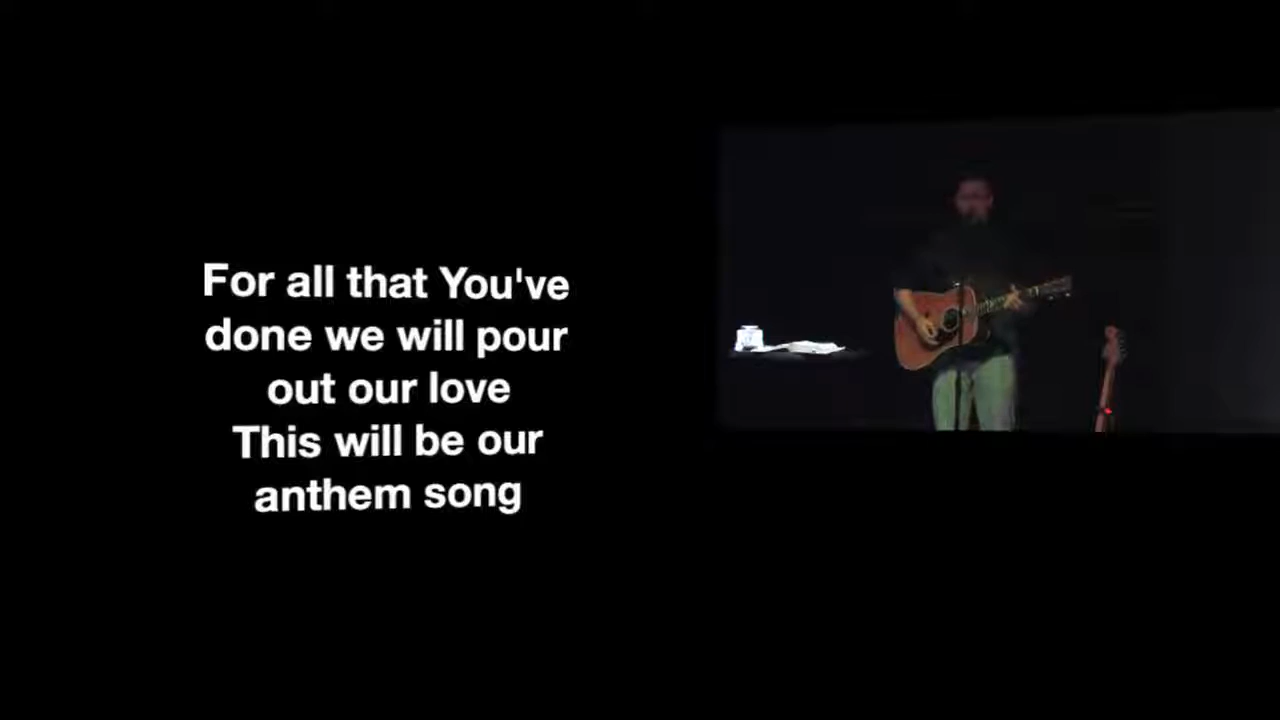 For all that You've
done we will pour
out our love
This will be our
anthem song